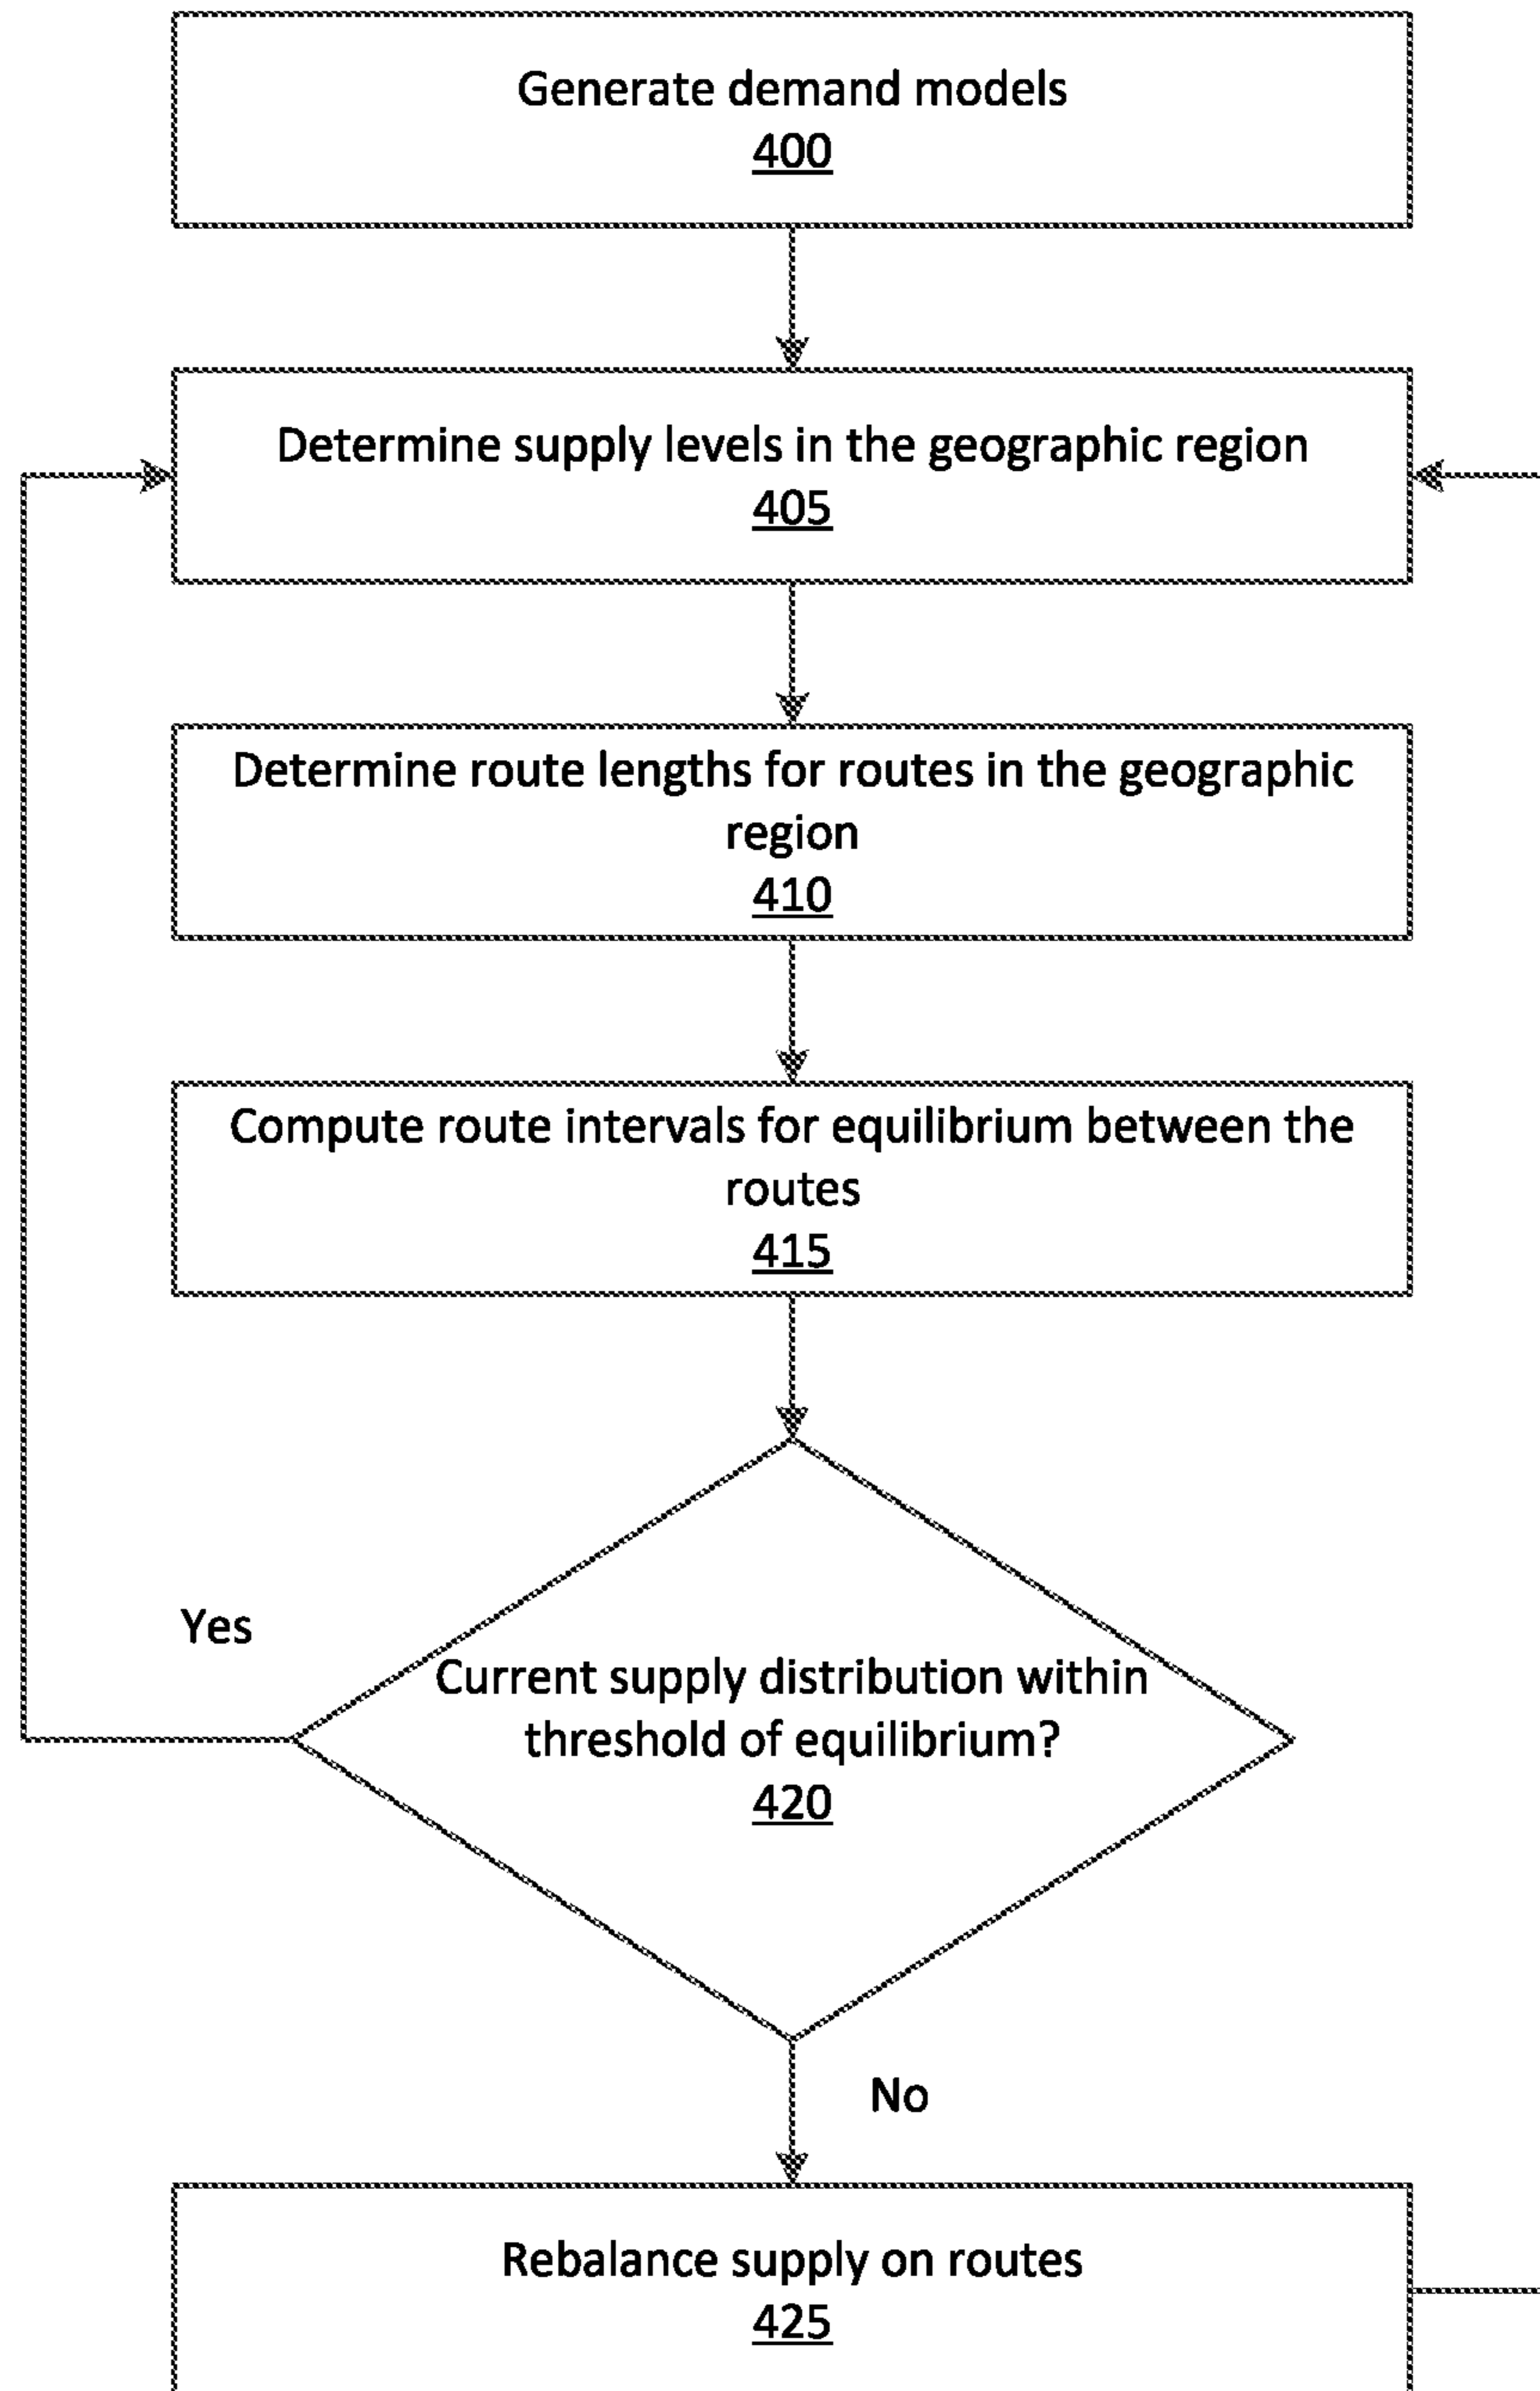 Generate demand models
400
Determine supply levels in the geographic region
405
Determine route lengths for routes in the geographic
region
410
Compute route intervals for equilibrium between the
routes
415
Yes
Current supply distribution within
threshold of equilibrium?
420
No
Rebalance supply on routes
425